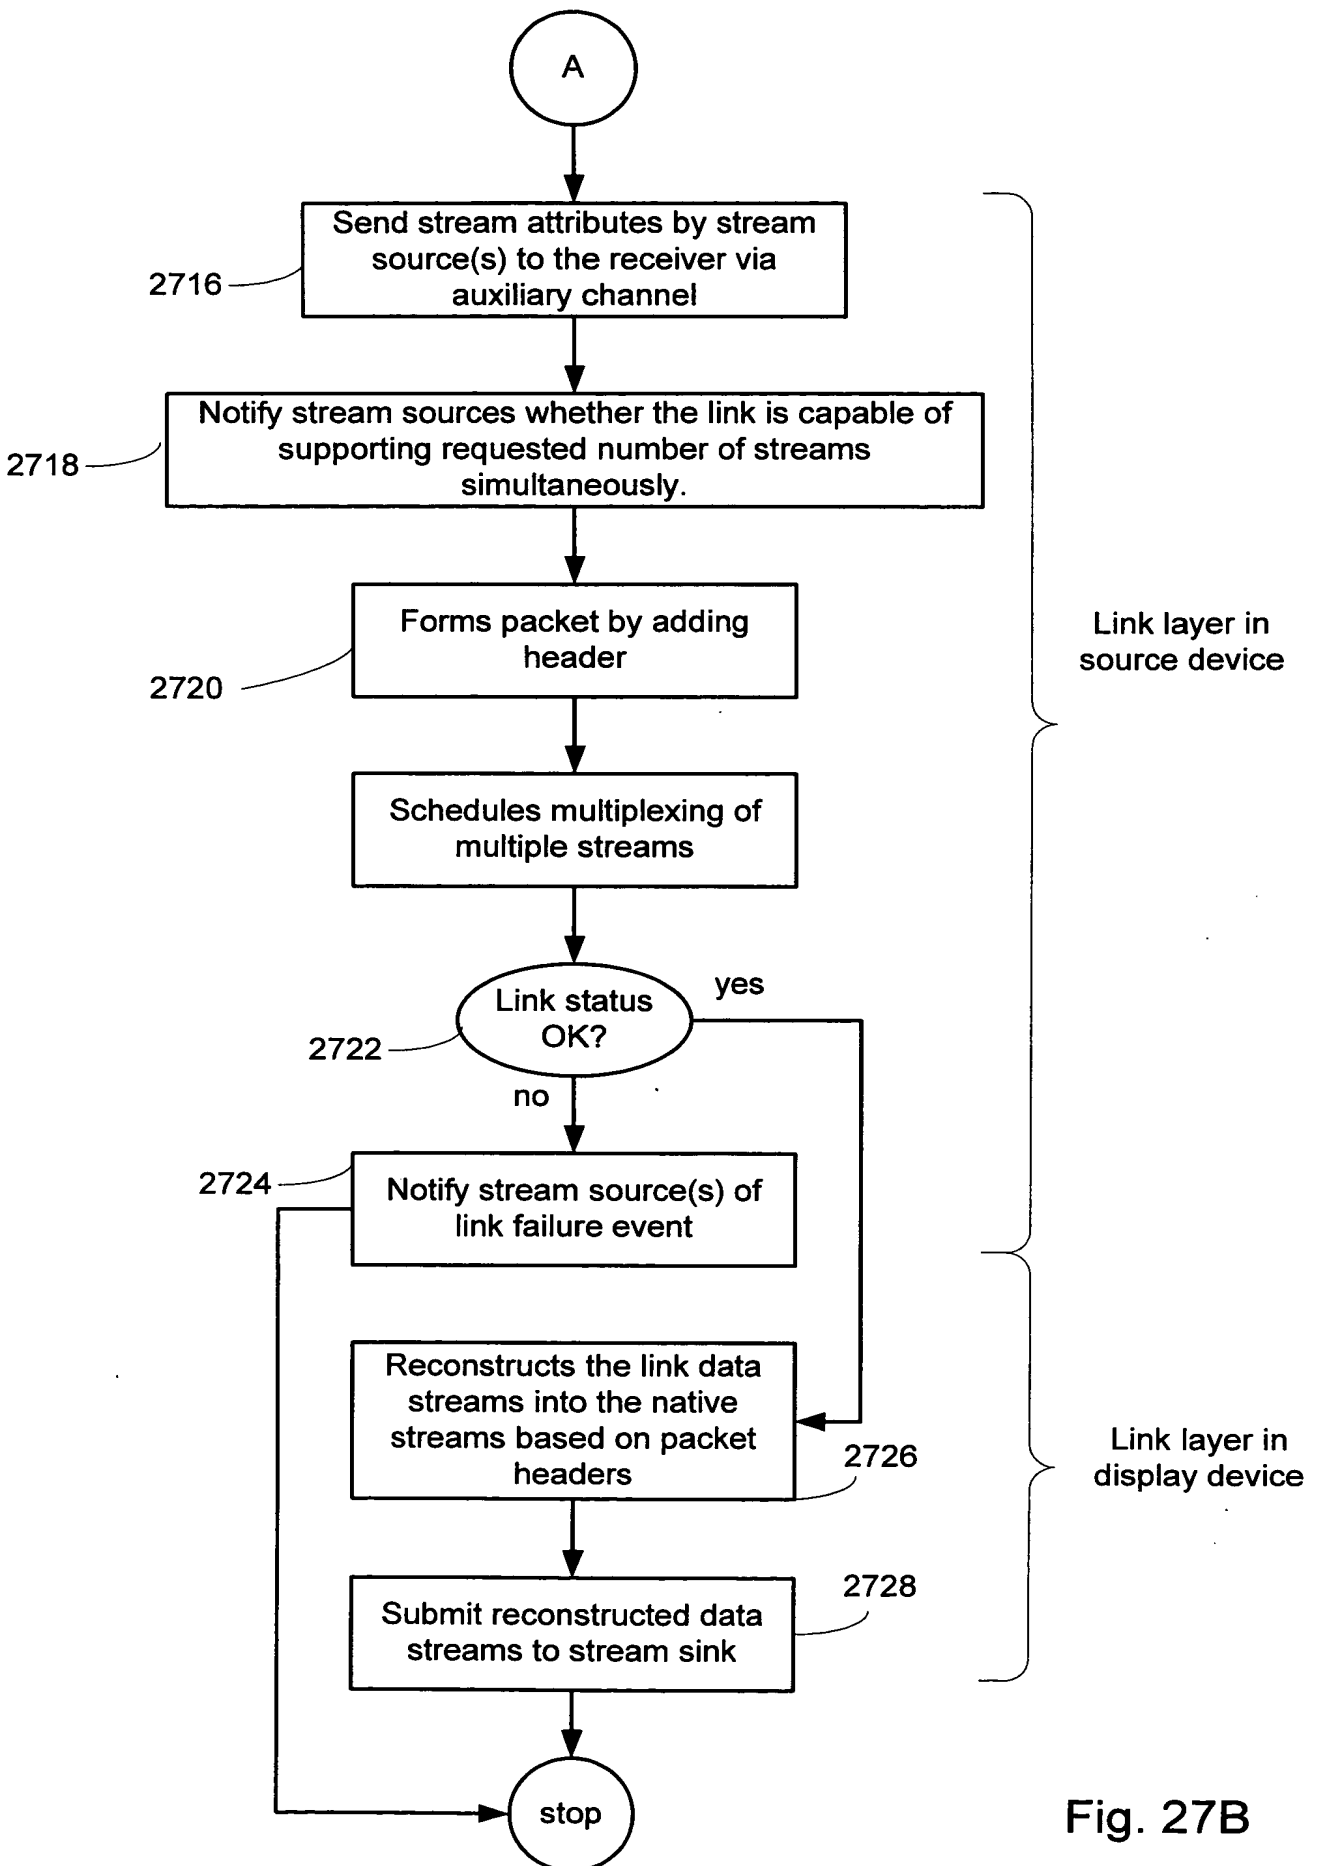 A
Send stream attributes by stream
source(s) to the receiver via
auxiliary channel
2716
Notify stream sources whether the link is capable of
supporting requested number of streams
simultaneously.
2718
Forms packet by adding
header
2720
Link layer in
source device
Schedules multiplexing of
multiple streams
Link status
OK?
yes
2722
no
2724
Notify stream source(s) of
link failure event
Reconstructs the link data
streams into the native
streams based on packet
headers
2726
Link layer in
display device
2728
Submit reconstructed data
streams to stream sink
stop
Fig. 27B